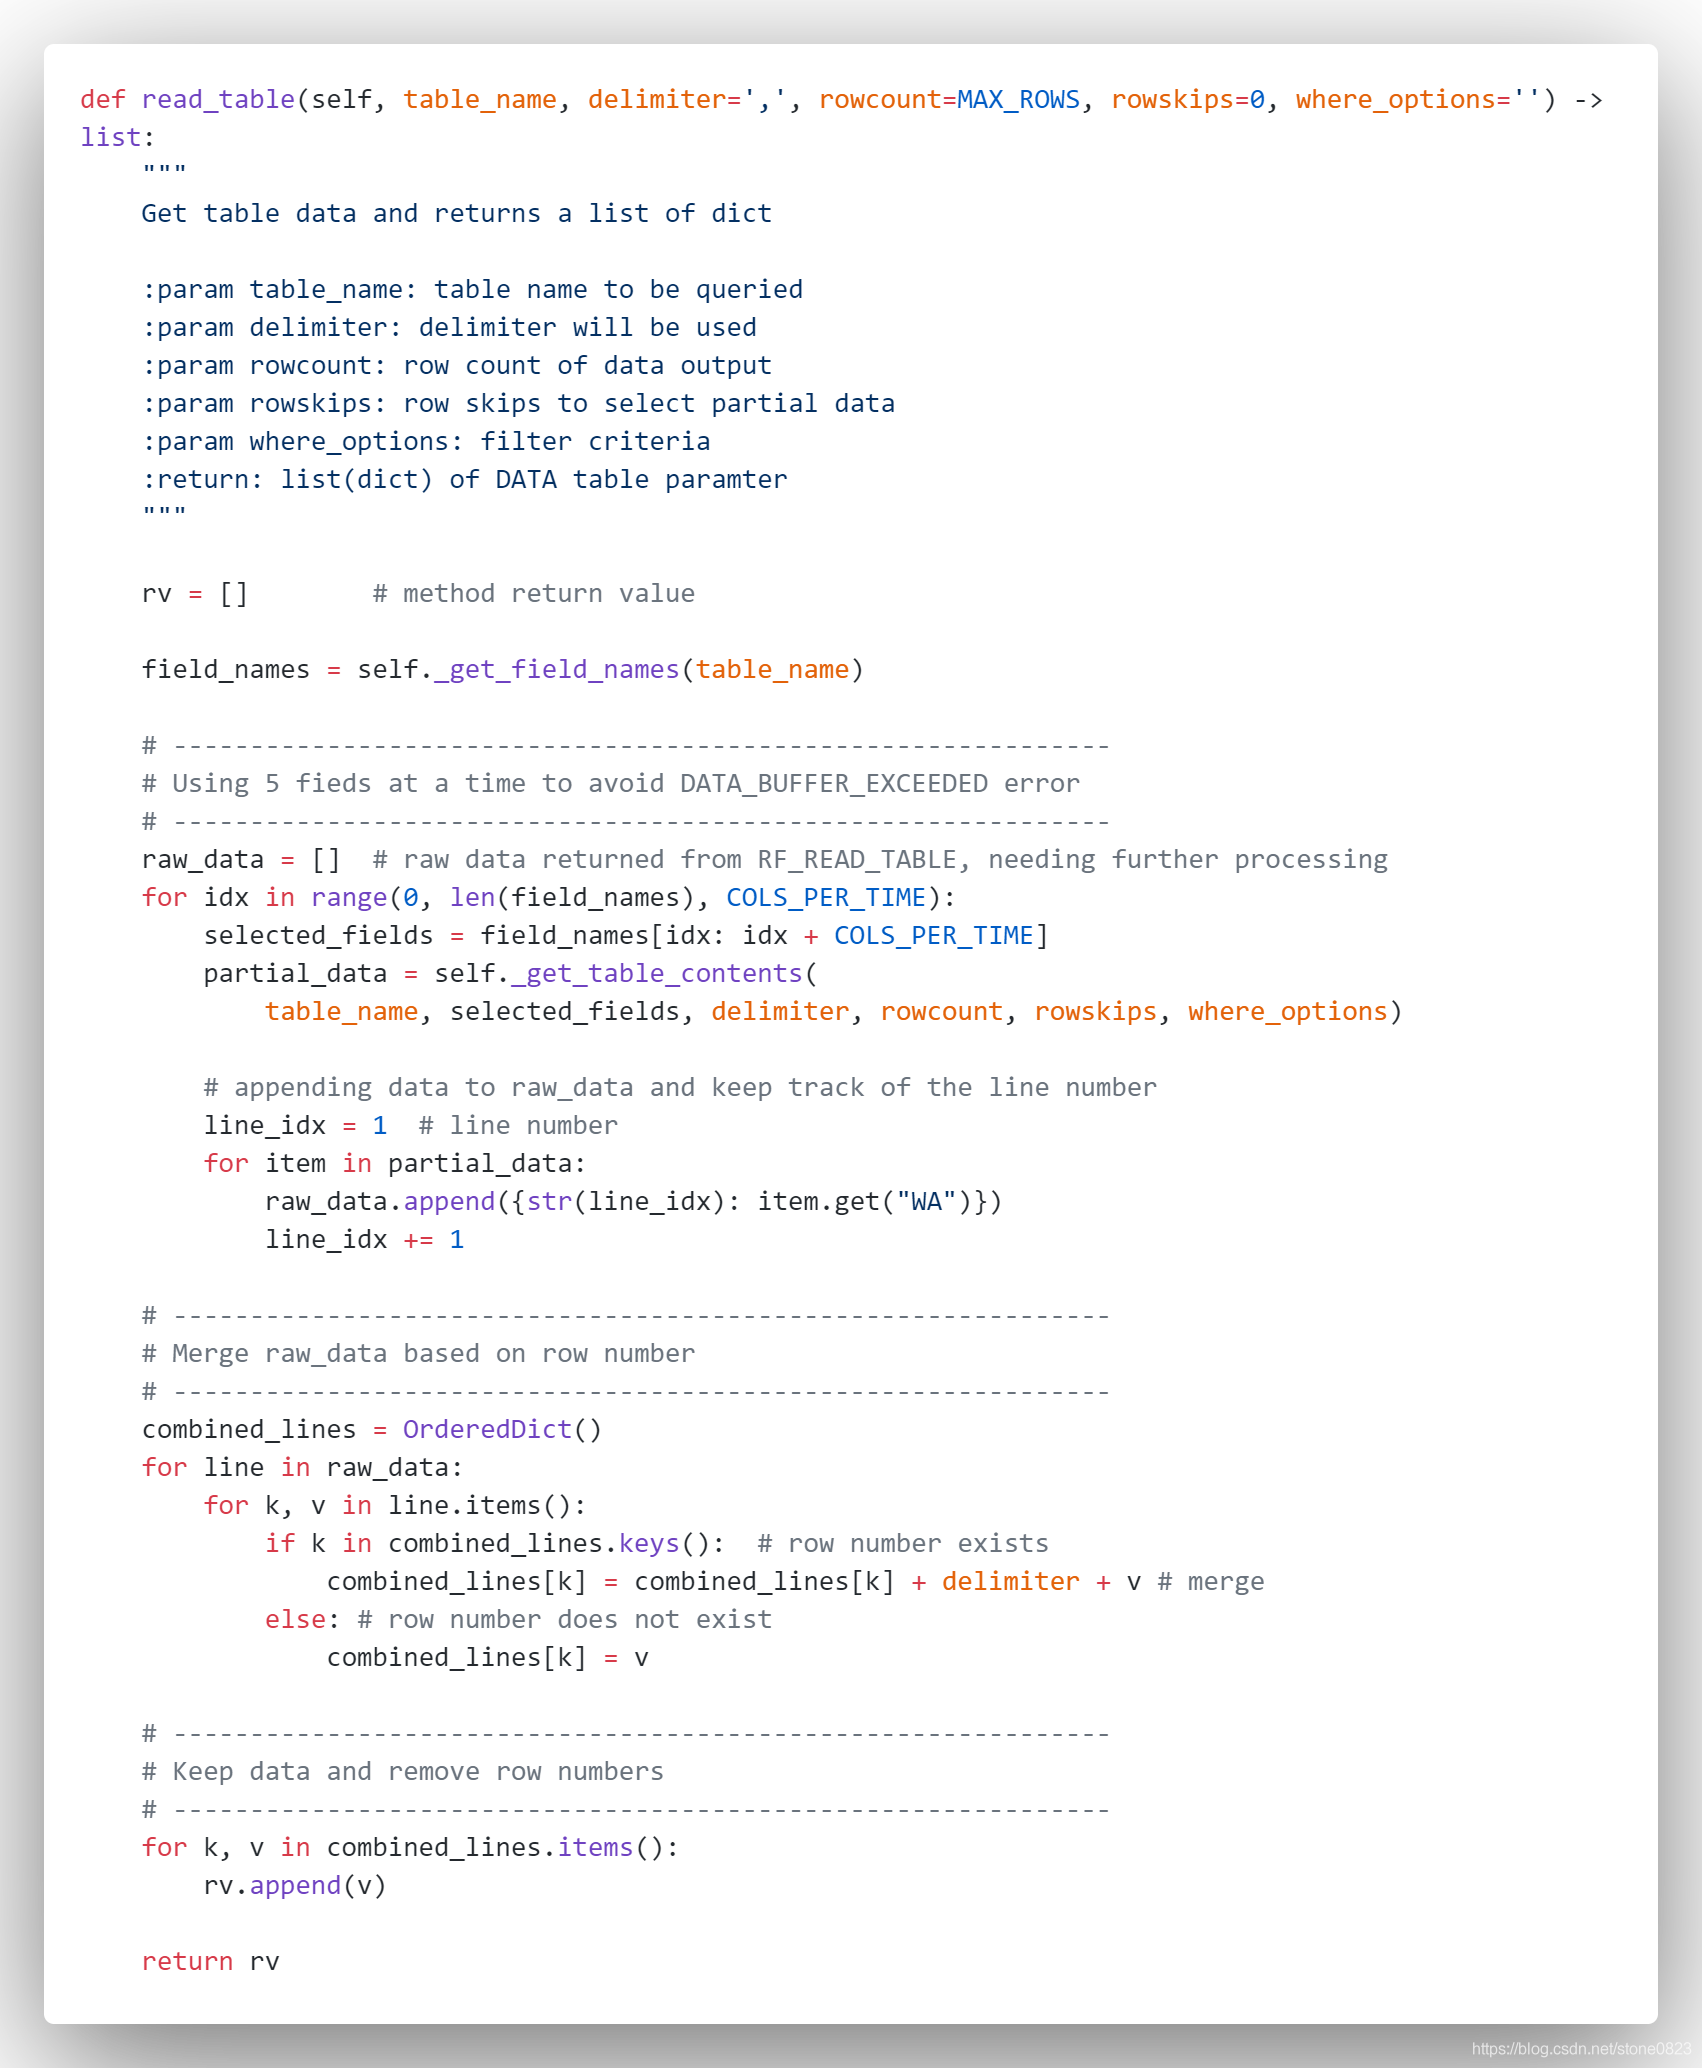 def read_table(self, table_name, delimiter=',', rowcount=MAX_ROWS, rowskips=0, where_options='') ->
list:
    """
    Get table data and returns a list of dict

    :param table_name: table name to be queried
    :param delimiter: delimiter will be used
    :param rowcount: row count of data output
    :param rowskips: row skips to select partial data
    :param where_options: filter criteria
    :return: list(dict) of DATA table paramter
    """

    rv = []        # method return value

    field_names = self._get_field_names(table_name)

    # -------------------------------------------------------------
    # Using 5 fieds at a time to avoid DATA_BUFFER_EXCEEDED error
    # -------------------------------------------------------------
    raw_data = []  # raw data returned from RF_READ_TABLE, needing further processing
    for idx in range(0, len(field_names), COLS_PER_TIME):
        selected_fields = field_names[idx: idx + COLS_PER_TIME]
        partial_data = self._get_table_contents(
            table_name, selected_fields, delimiter, rowcount, rowskips, where_options)

        # appending data to raw_data and keep track of the line number
        line_idx = 1  # line number
        for item in partial_data:
            raw_data.append({str(line_idx): item.get("WA")})
            line_idx += 1

    # -------------------------------------------------------------
    # Merge raw_data based on row number
    # -------------------------------------------------------------
    combined_lines = OrderedDict()
    for line in raw_data:
        for k, v in line.items():
            if k in combined_lines.keys():  # row number exists
                combined_lines[k] = combined_lines[k] + delimiter + v # merge
            else: # row number does not exist
                combined_lines[k] = v

    # -------------------------------------------------------------
    # Keep data and remove row numbers
    # -------------------------------------------------------------
    for k, v in combined_lines.items():
        rv.append(v)

    return rv
https://blog.csdn.net/stone0823